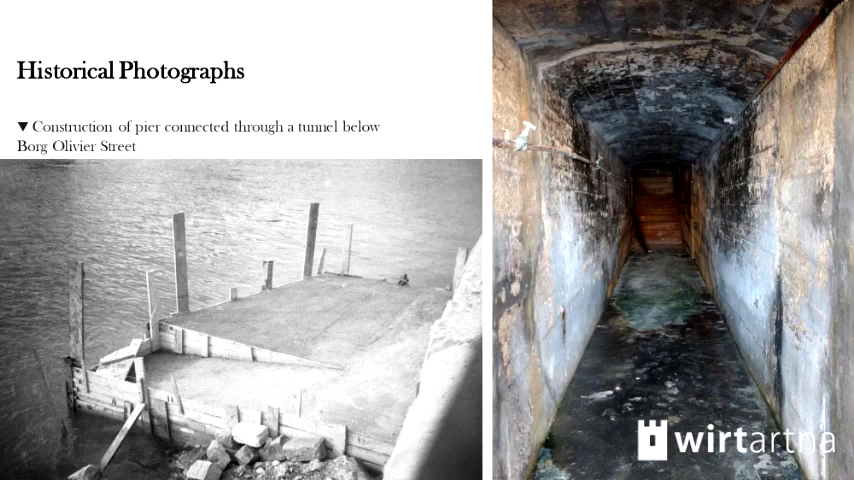 Historical Photographs
▼ Construction of pier connected through a tunnel below
Borg Olivier Street
wirtartna